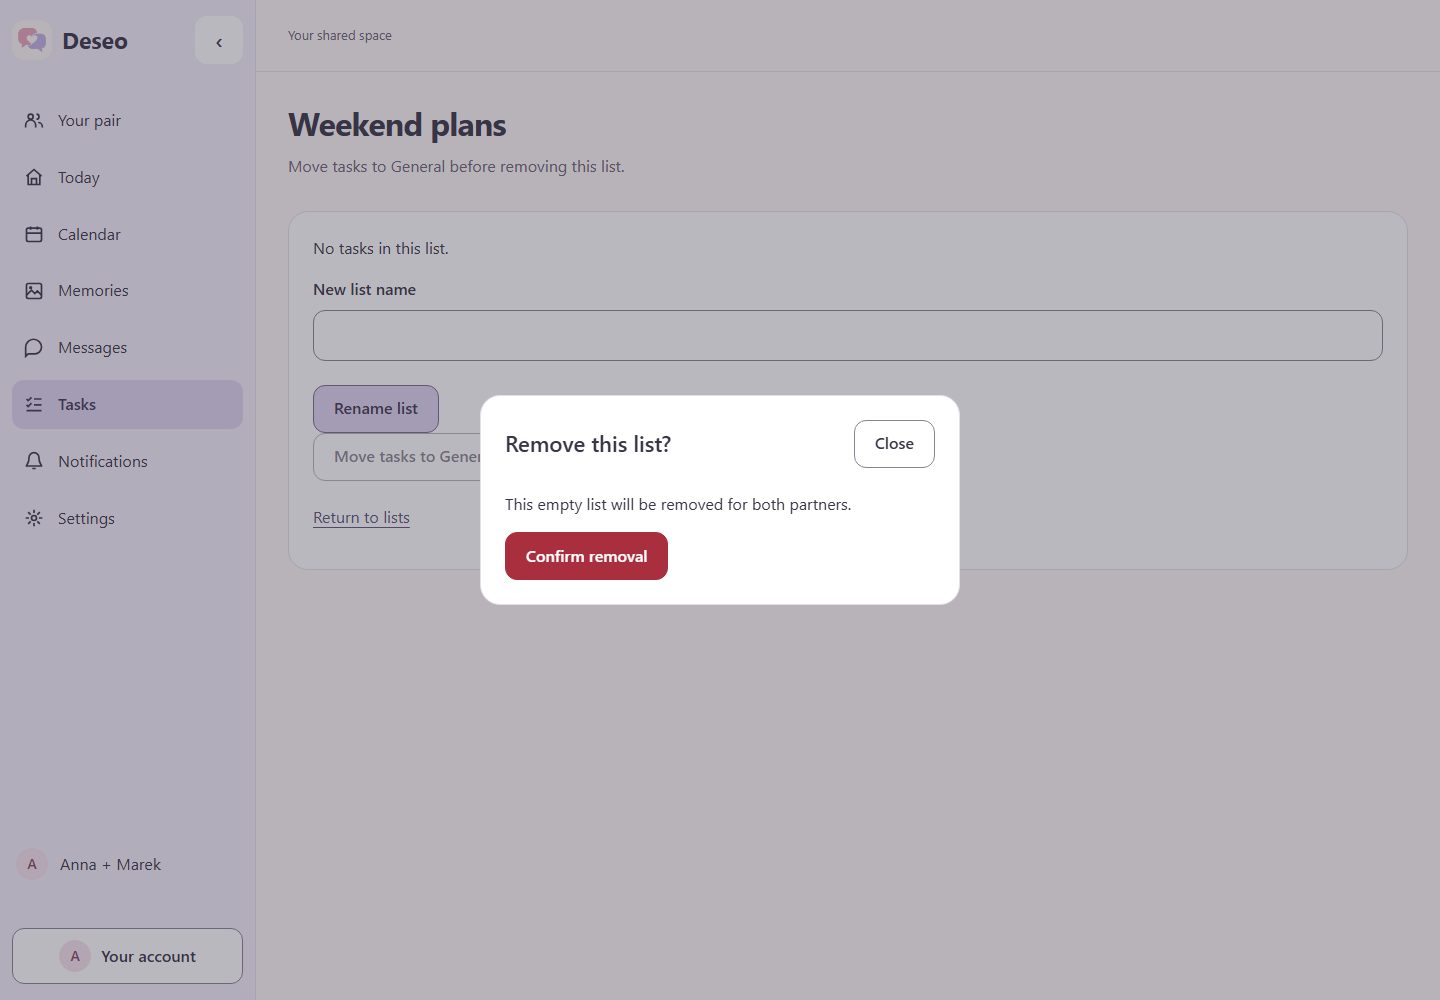 Deseo
‹
Your pair
Today
Calendar
Memories
Messages
Tasks
Notifications
Settings
A
Anna + Marek
A
Your account
Your shared space
Weekend plans
Move tasks to General before removing this list.
No tasks in this list.
New list name
Rename list
Move tasks to Gener
Return to lists
Remove this list?
Close
This empty list will be removed for both partners.
Confirm removal